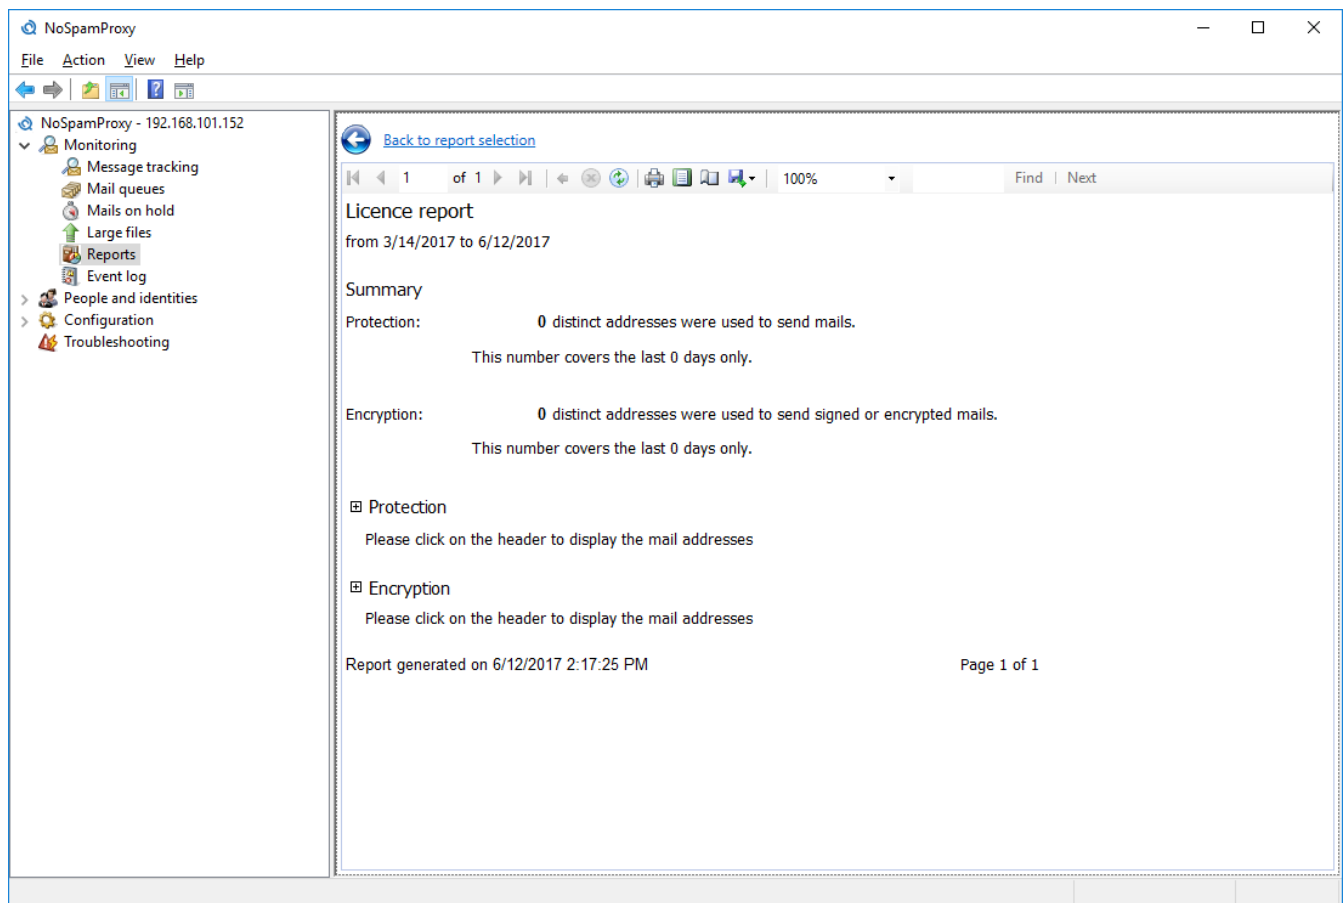 NoSpamProxy
File Action View Help
NoSpamProxy - 192.168.101.152
Monitoring
Message tracking
Mail queues
Mails on hold
Large files
Reports
Event log
People and identities
Configuration
Troubleshooting
Back to report selection
1 of 1 100% Find | Next
Licence report
from 3/14/2017 to 6/12/2017
Summary
Protection: 0 distinct addresses were used to send mails.
This number covers the last 0 days only.
Encryption: 0 distinct addresses were used to send signed or encrypted mails.
This number covers the last 0 days only.
Protection
Please click on the header to display the mail addresses
Encryption
Please click on the header to display the mail addresses
Report generated on 6/12/2017 2:17:25 PM Page 1 of 1